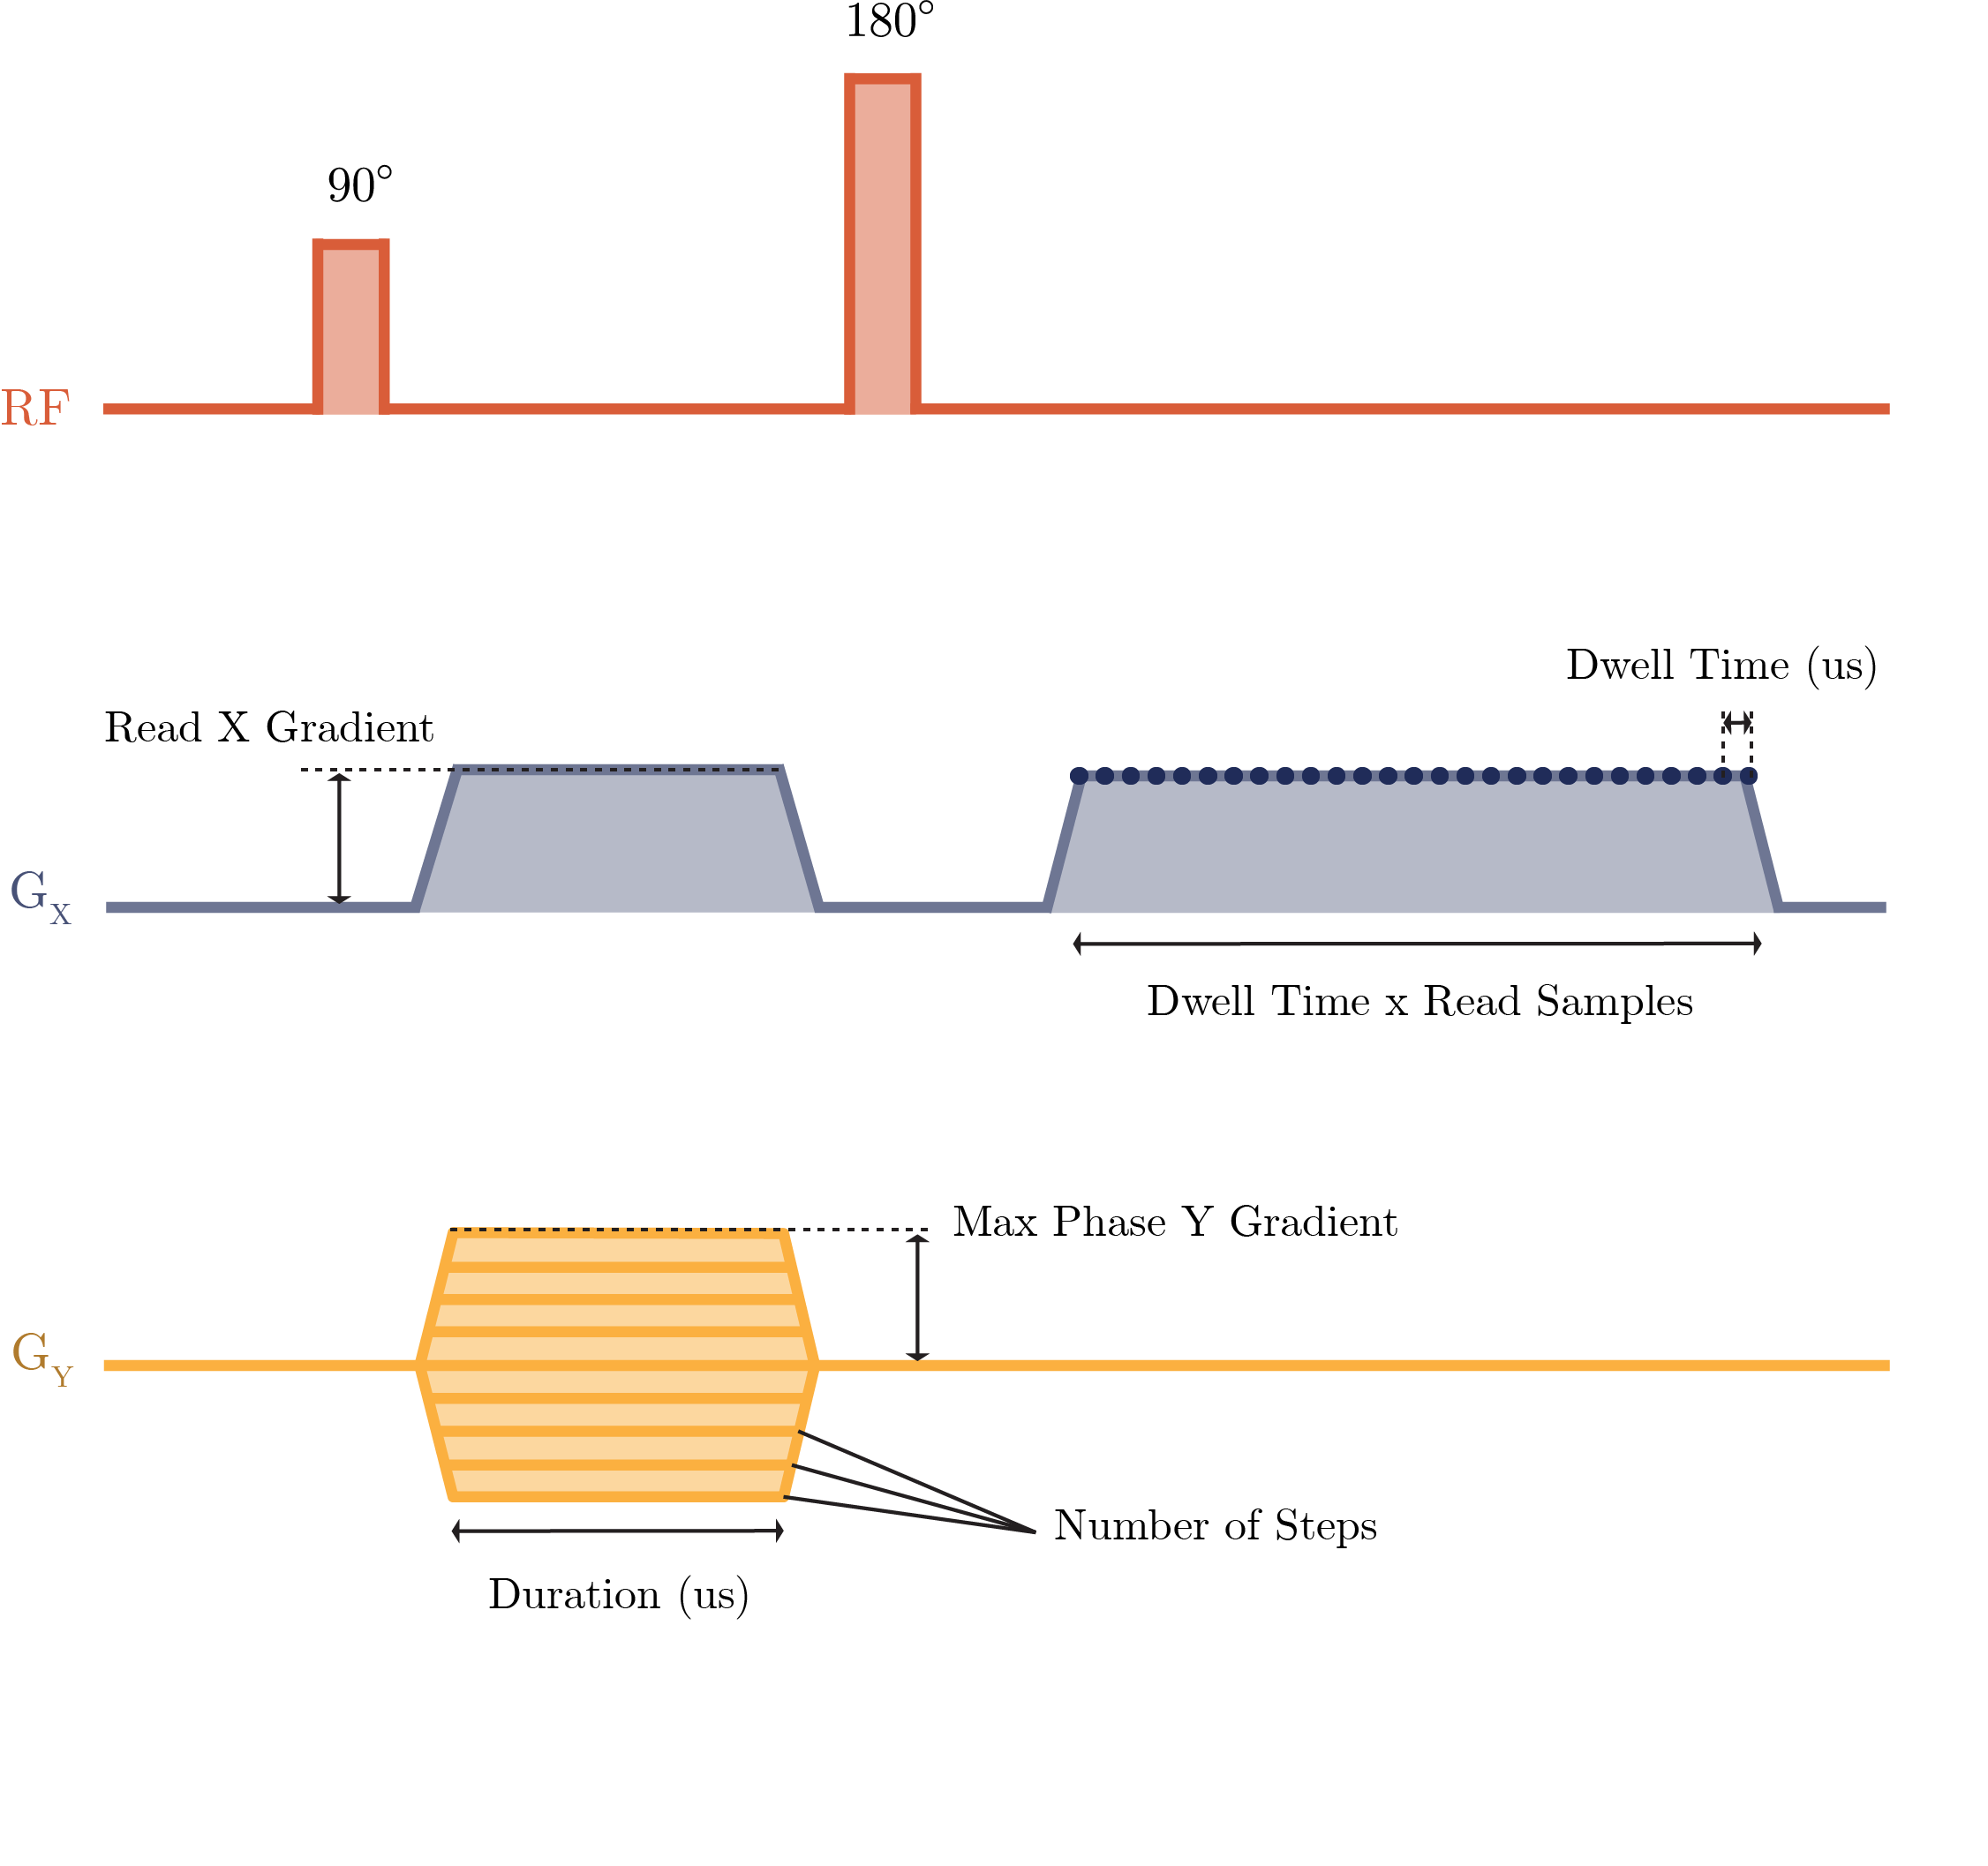 180°
90°
RF
Dwell Time (us)
Read X Gradient
G_X
Dwell Time x Read Samples
Max Phase Y Gradient
G_Y
Number of Steps
Duration (us)